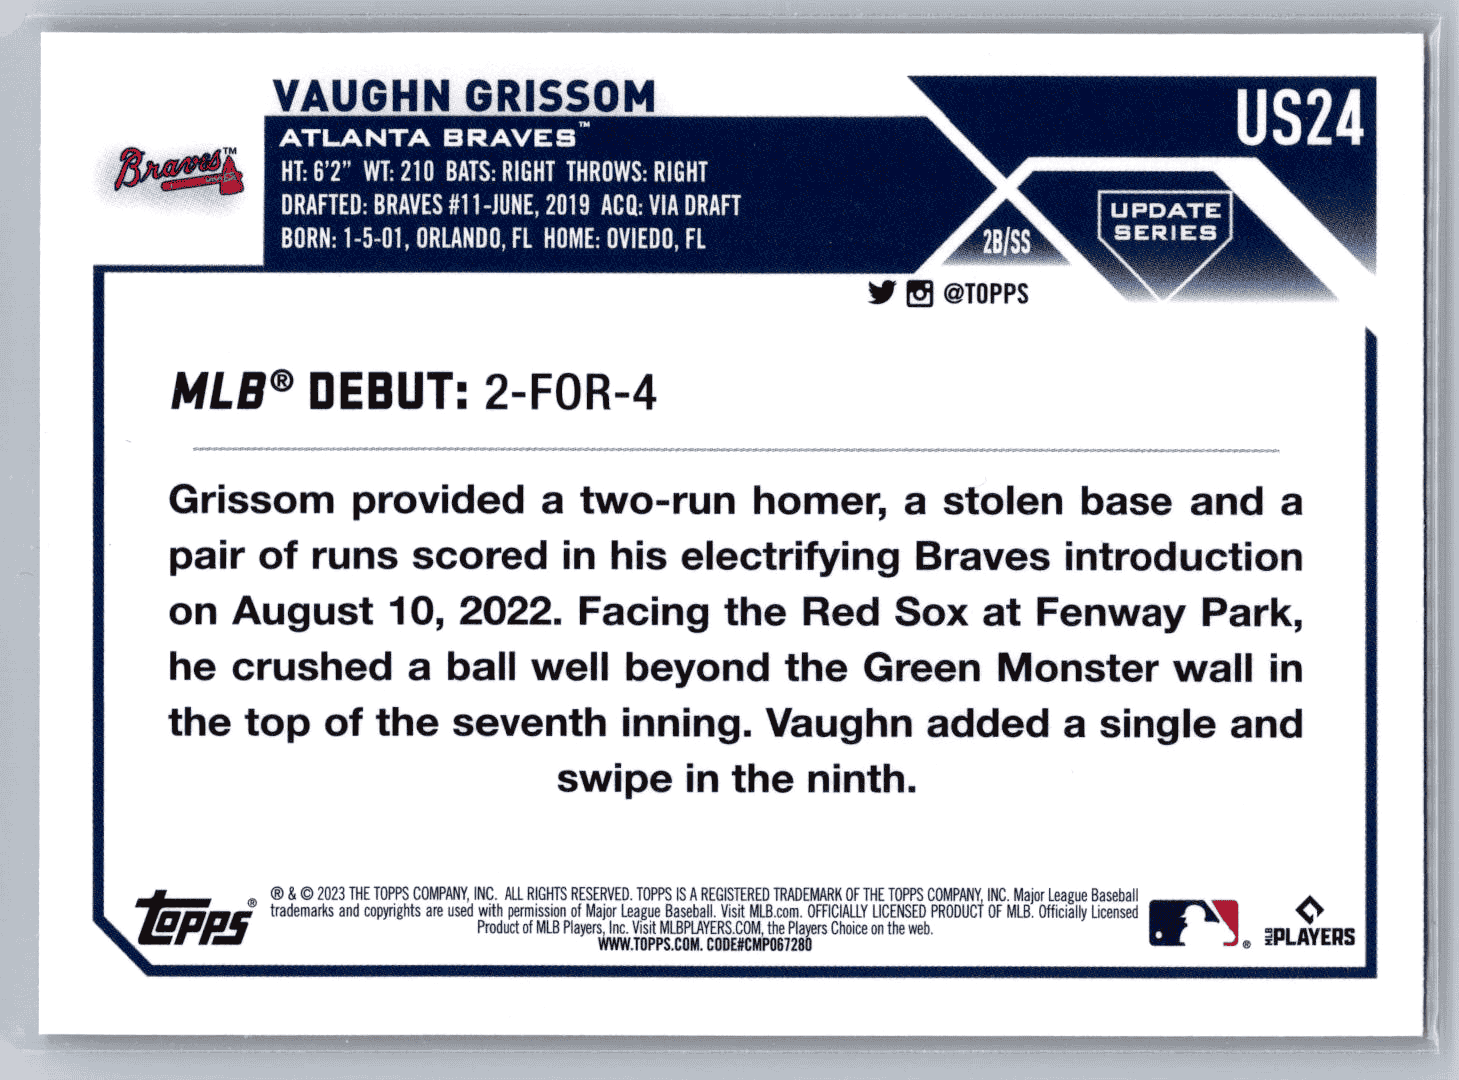 VAUGHN GRISSOM
US24
Braves™
ATLANTA BRAVES™
HT: 6'2" WT: 210 BATS: RIGHT THROWS: RIGHT
DRAFTED: BRAVES #11-JUNE, 2019 ACQ: VIA DRAFT
BORN: 1-5-01, ORLANDO, FL HOME: OVIEDO, FL
2B/SS
UPDATE
SERIES
@TOPPS
MLB® DEBUT: 2-FOR-4
Grissom provided a two-run homer, a stolen base and a
pair of runs scored in his electrifying Braves introduction
on August 10, 2022. Facing the Red Sox at Fenway Park,
he crushed a ball well beyond the Green Monster wall in
the top of the seventh inning. Vaughn added a single and
swipe in the ninth.
topps®
® & © 2023 THE TOPPS COMPANY, INC. ALL RIGHTS RESERVED. TOPPS IS A REGISTERED TRADEMARK OF THE TOPPS COMPANY, INC. Major League Baseball
trademarks and copyrights are used with permission of Major League Baseball. Visit MLB.com. OFFICIALLY LICENSED PRODUCT OF MLB. Officially Licensed
Product of MLB Players, Inc. Visit MLBPLAYERS.COM, the Players Choice on the web.
WWW.TOPPS.COM. CODE#CMP067280
®
MLB PLAYERS